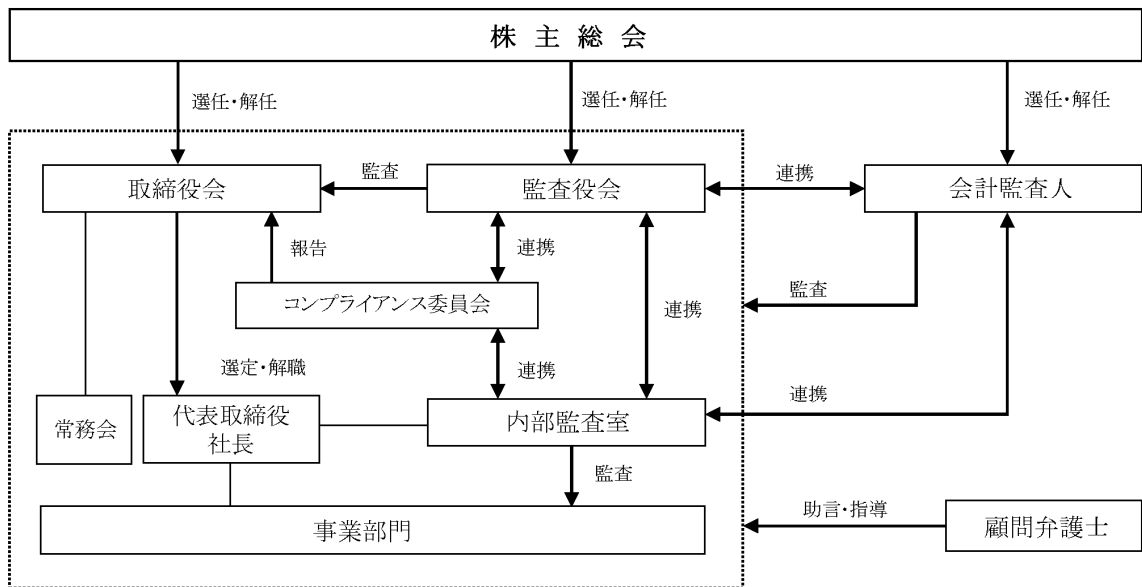 株主総会
選任・解任
選任・解任
選任・解任
取締役会
監査
監査役会
連携
会計監査人
報告
連携
コンプライアンス委員会
監査
連携
選定・解職
連携
連携
常務会
代表取締役
社長
内部監査室
監査
事業部門
助言・指導
顧問弁護士